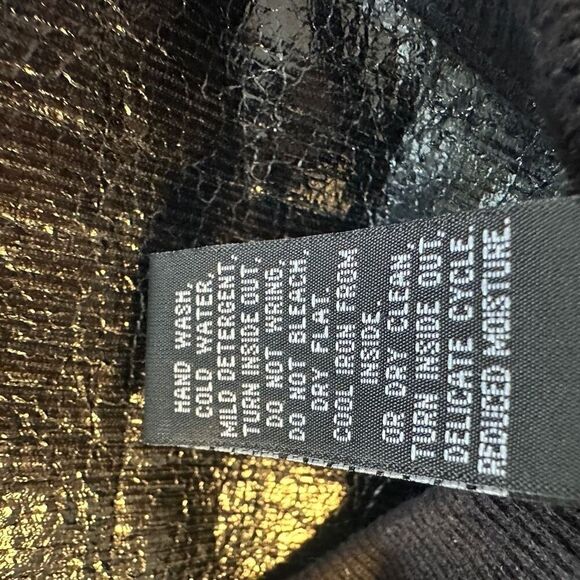 HAND WASH,
COLD WATER,
MILD DETERGENT,
TURN INSIDE OUT.
DO NOT WRING.
DO NOT BLEACH.
DRY FLAT.
COOL IRON FROM
INSIDE.
OR DRY CLEAN,
TURN INSIDE OUT,
DELICATE CYCLE.
REDUCED MOISTURE.